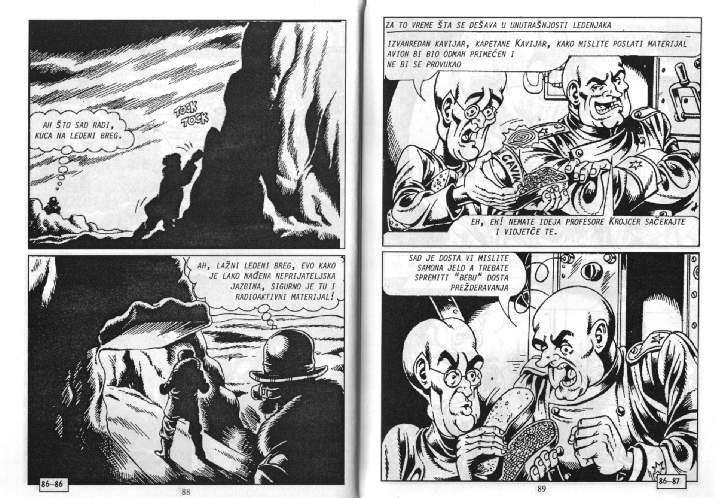 AH ŠTO SAD RADI,
KUCA NA LEDENI BREG.
TOCK
TOCK
AH, LAŽNI LEDENI BREG, EVO KAKO
JE LAKO NAĐENA NEPRIJATELJSKA
JAZBINA, SIGURNO JE TU I
RADIOAKTIVNI MATERIJAL!
86-86
88
ZA TO VREME ŠTA SE DEŠAVA U UNUTRAŠNJOSTI LEDENJAKA
IZVANREDAN KAVIJAR, KAPETANE KAVIJAR, KAKO MISLITE POSLATI MATERIJAL
AVION BI BIO ODMAH PRIMEĆEN I
NE BI SE PROVUKAO
CAVIA
EH, EH! NEMATE IDEJA PROFESORE KROJCER SAČEKAJTE
I VIDJETČE TE.
SAD JE DOSTA VI MISLITE
SAMONA JELO A TREBATE
SPREMITI "BEBU" DOSTA
PREŽDERAVANJA
86-87
89